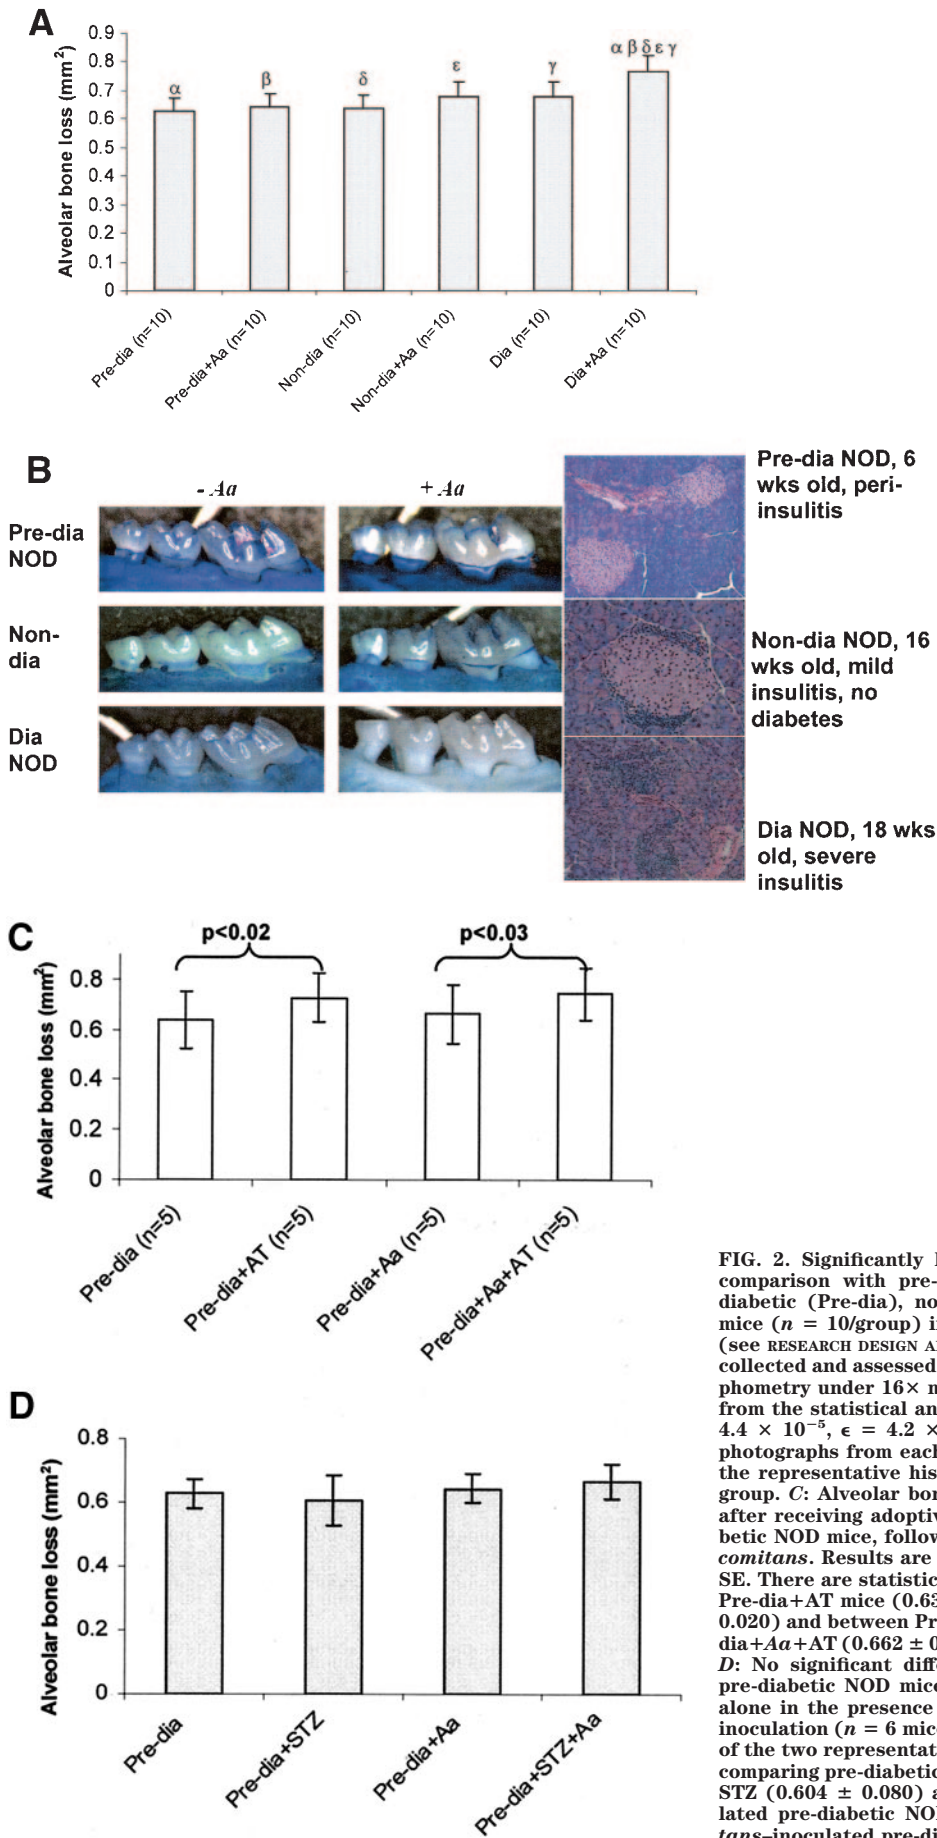 A
Alveolar bone loss (mm²)
0.9
0.8
0.7
0.6
0.5
0.4
0.3
0.2
0.1
0
α
β
δ
ε
γ
α β δ ε γ
Pre-dia (n=10)
Pre-dia+Aa (n=10)
Non-dia (n=10)
Non-dia+Aa (n=10)
Dia (n=10)
Dia+Aa (n=10)
B
- Aa
+ Aa
Pre-dia
NOD
Non-
dia
Dia
NOD
Pre-dia NOD, 6
wks old, peri-
insulitis
Non-dia NOD, 16
wks old, mild
insulitis, no
diabetes
Dia NOD, 18 wks
old, severe
insulitis
C
p<0.02
p<0.03
Alveolar bone loss (mm²)
0.8
0.6
0.4
0.2
0
Pre-dia (n=5)
Pre-dia+AT (n=5)
Pre-dia+Aa (n=5)
Pre-dia+Aa+AT (n=5)
D
Alveolar bone loss (mm²)
0.8
0.6
0.4
0.2
0
Pre-dia
Pre-dia+STZ
Pre-dia+Aa
Pre-dia+STZ+Aa
FIG. 2. Significantly
comparison with pre-
diabetic (Pre-dia), no
mice (n = 10/group) i
(see RESEARCH DESIGN A
collected and assessed
phometry under 16× m
from the statistical an
4.4 × 10⁻⁵, ϵ = 4.2 ×
photographs from each
the representative his
group. C: Alveolar bon
after receiving adoptiv
betic NOD mice, follow
comitans. Results are
SE. There are statistic
Pre-dia+AT mice (0.63
0.020) and between Pr
dia+Aa+AT (0.662 ± 0
D: No significant diffe
pre-diabetic NOD mice
alone in the presence
inoculation (n = 6 mice
of the two representat
comparing pre-diabetic
STZ (0.604 ± 0.080) a
lated pre-diabetic NOD
tans–inoculated pre-di